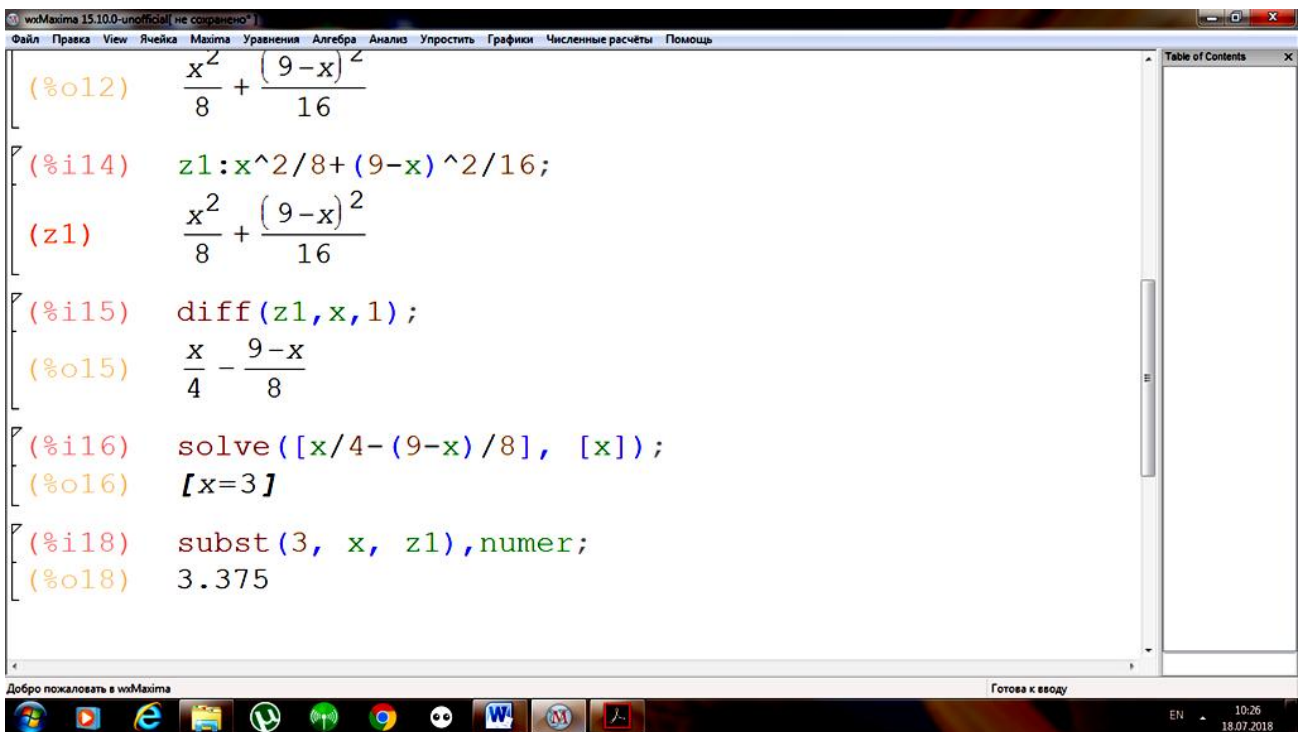 wxMaxima 15.10.0-unofficial[ не сохранено* ]
Файл Правка View Ячейка Maxima Уравнения Алгебра Анализ Упростить Графики Численные расчёты Помощь
Table of Contents x
(%o12) x^2/8 + (9-x)^2/16
(%i14) z1:x^2/8+(9-x)^2/16;
(z1) x^2/8 + (9-x)^2/16
(%i15) diff(z1,x,1);
(%o15) x/4 - (9-x)/8
(%i16) solve([x/4-(9-x)/8], [x]);
(%o16) [x=3]
(%i18) subst(3, x, z1),numer;
(%o18) 3.375
Добро пожаловать в wxMaxima Готова к вводу
EN 10:26
18.07.2018